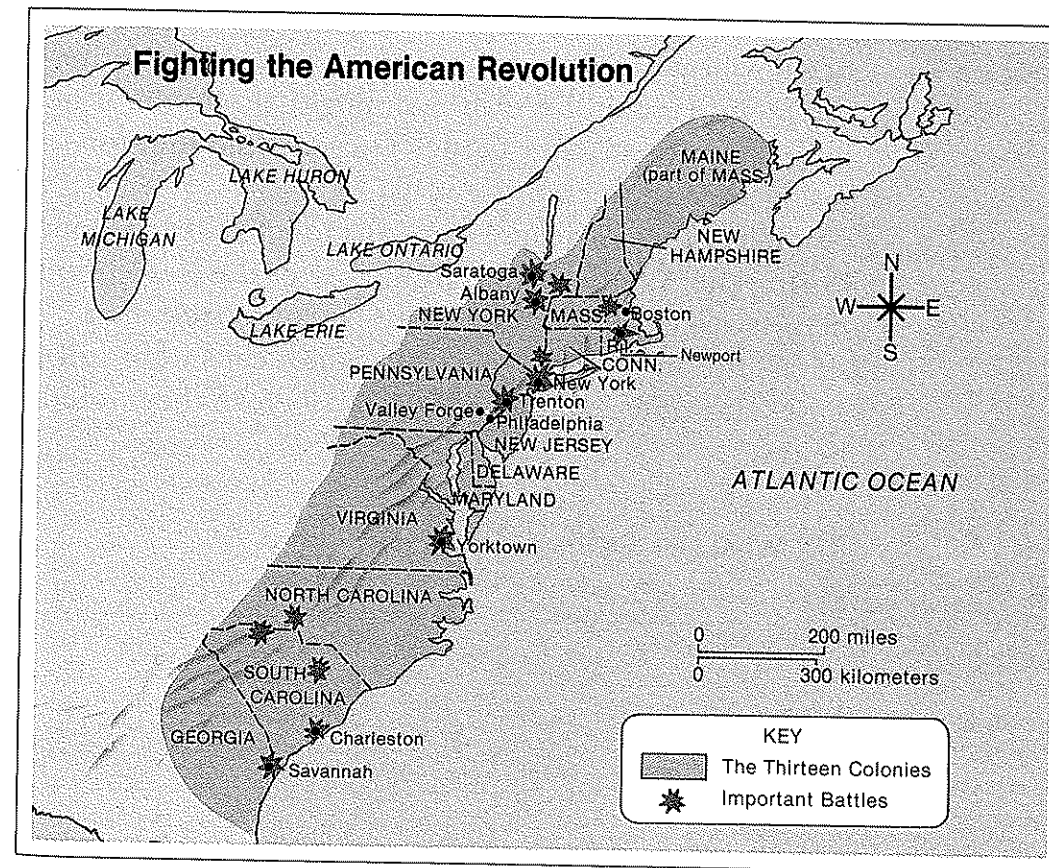 Fighting the American Revolution
MAINE
(part of MASS.)
LAKE HURON
LAKE
MICHIGAN
NEW
HAMPSHIRE
LAKE ONTARIO
Saratoga
Albany
NEW YORK
MASS.
Boston
LAKE ERIE
R.I.
Newport
CONN.
PENNSYLVANIA
New York
Trenton
Valley Forge
Philadelphia
NEW JERSEY
DELAWARE
MARYLAND
VIRGINIA
Yorktown
NORTH CAROLINA
SOUTH
CAROLINA
GEORGIA
Charleston
Savannah
N
W E
S
ATLANTIC OCEAN
0 200 miles
0 300 kilometers
KEY
The Thirteen Colonies
Important Battles